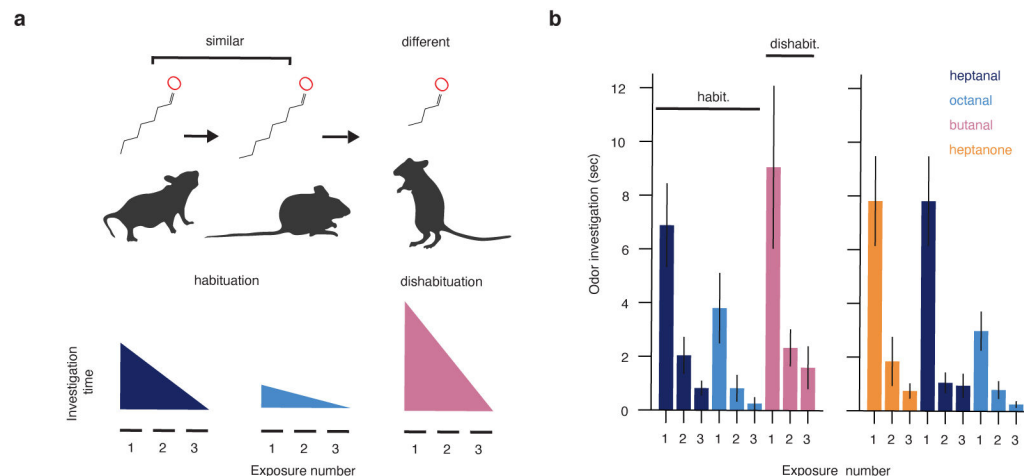 a
similar
different
habituation
dishabituation
Investigation
time
1 2 3 1 2 3 1 2 3
Exposure number
b
dishabit.
habit.
heptanal
octanal
butanal
heptanone
Odor investigation (sec)
12
10
8
6
4
2
0
1 2 3 1 2 3 1 2 3 1 2 3 1 2 3 1 2 3
Exposure number